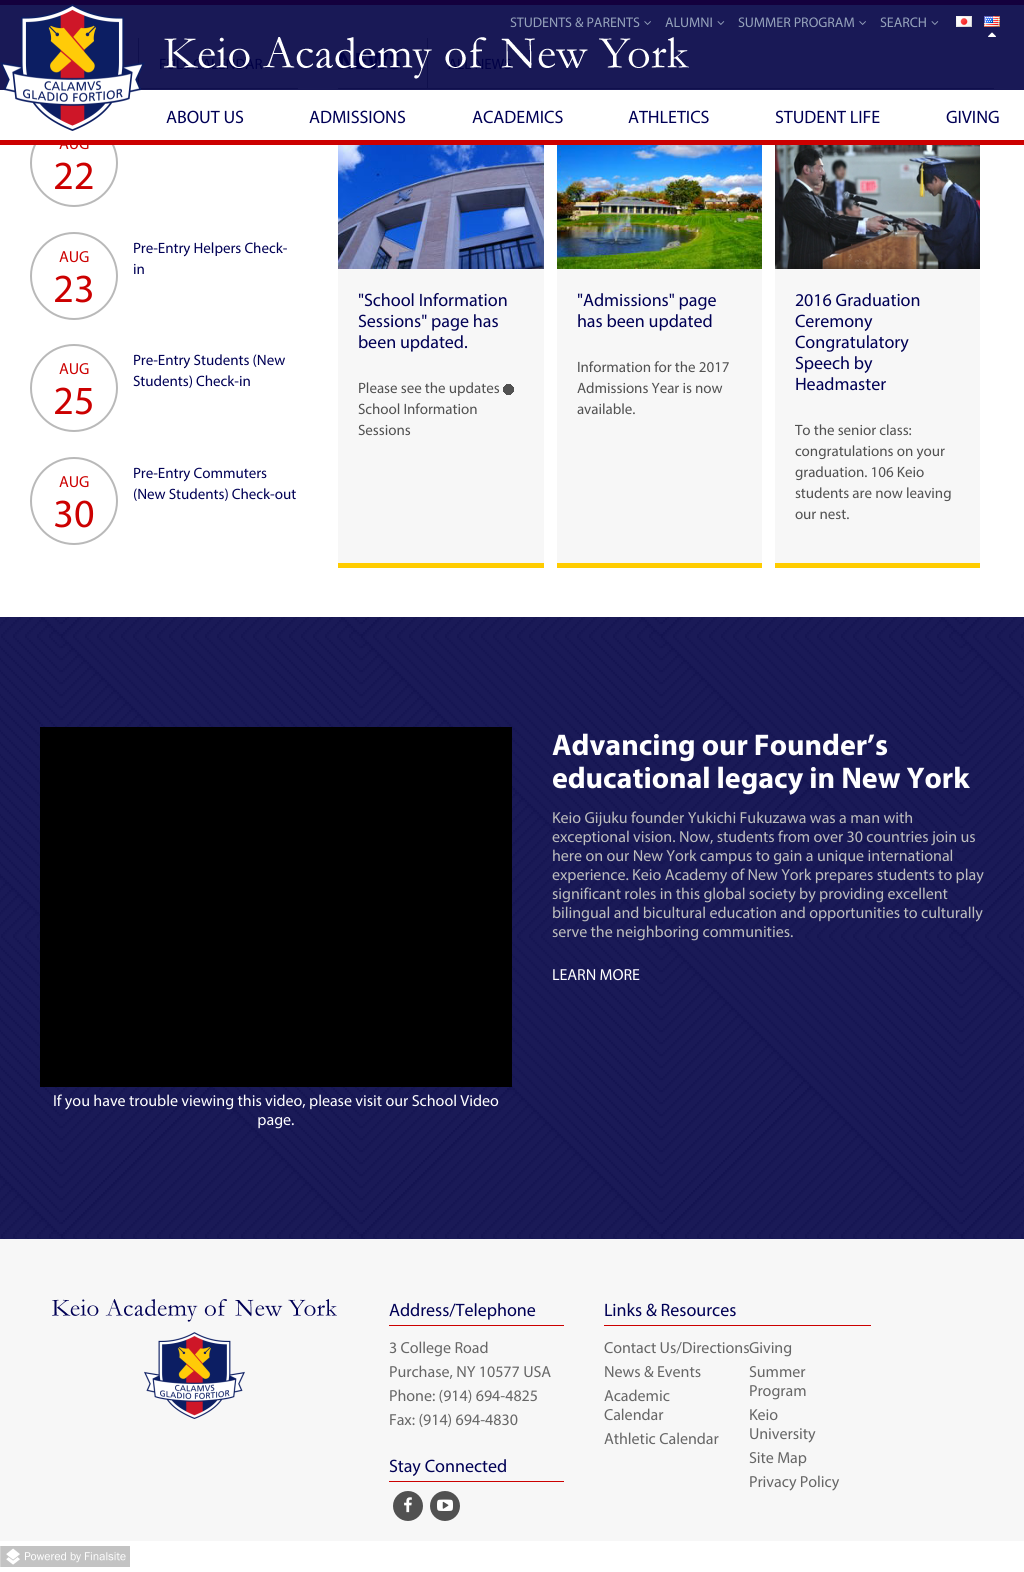 STUDENTS & PARENTS ALUMNI SUMMER PROGRAM SEARCH
Keio Academy of New York
CALAMVS
GLADIO FORTIOR
ABOUT US ADMISSIONS ACADEMICS ATHLETICS STUDENT LIFE GIVING
AUG
22
AUG
23
Pre-Entry Helpers Check-
in
AUG
25
Pre-Entry Students (New
Students) Check-in
AUG
30
Pre-Entry Commuters
(New Students) Check-out
"School Information
Sessions" page has
been updated.
Please see the updates
School Information
Sessions
"Admissions" page
has been updated
Information for the 2017
Admissions Year is now
available.
2016 Graduation
Ceremony
Congratulatory
Speech by
Headmaster
To the senior class:
congratulations on your
graduation. 106 Keio
students are now leaving
our nest.
If you have trouble viewing this video, please visit our School Video
page.
Advancing our Founder’s
educational legacy in New York
Keio Gijuku founder Yukichi Fukuzawa was a man with
exceptional vision. Now, students from over 30 countries join us
here on our New York campus to gain a unique international
experience. Keio Academy of New York prepares students to play
significant roles in this global society by providing excellent
bilingual and bicultural education and opportunities to culturally
serve the neighboring communities.
LEARN MORE
Keio Academy of New York
CALAMVS
GLADIO FORTIOR
Address/Telephone
3 College Road
Purchase, NY 10577 USA
Phone: (914) 694-4825
Fax: (914) 694-4830
Stay Connected
Links & Resources
Contact Us/Directions
News & Events
Academic
Calendar
Athletic Calendar
Giving
Summer
Program
Keio
University
Site Map
Privacy Policy
Powered by Finalsite